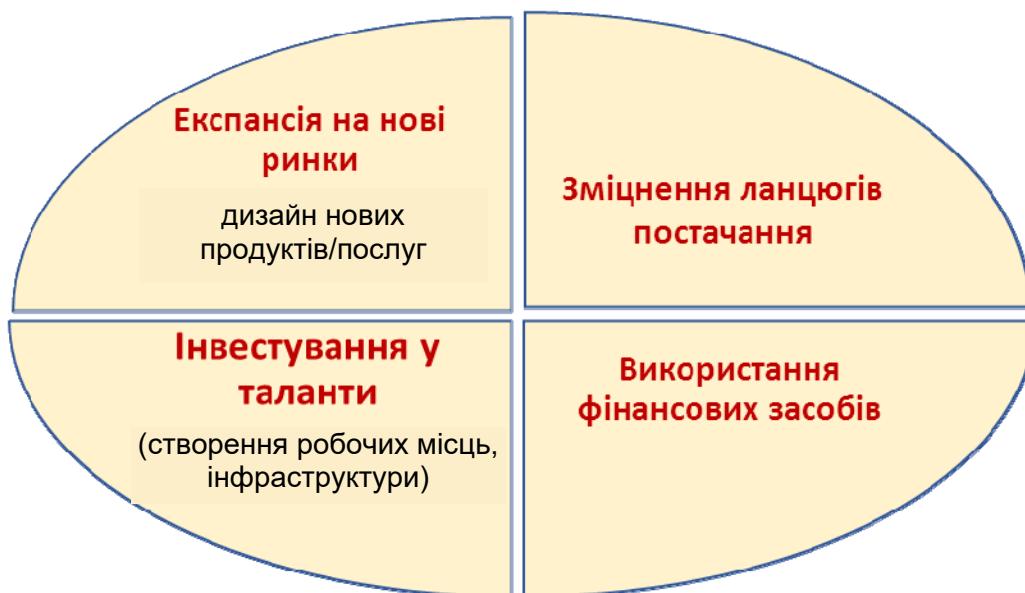 Експансія на нові
ринки
дизайн нових
продуктів/послуг
Зміцнення ланцюгів
постачання
Інвестування у
таланти
(створення робочих місць,
інфраструктури)
Використання
фінансових засобів